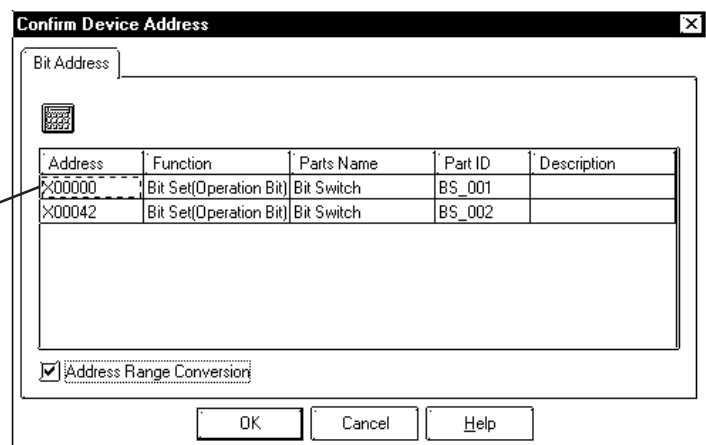 Confirm Device Address
Bit Address
Address Function Parts Name Part ID Description
X00000 Bit Set(Operation Bit) Bit Switch BS_001
X00042 Bit Set(Operation Bit) Bit Switch BS_002
Address Range Conversion
OK Cancel Help